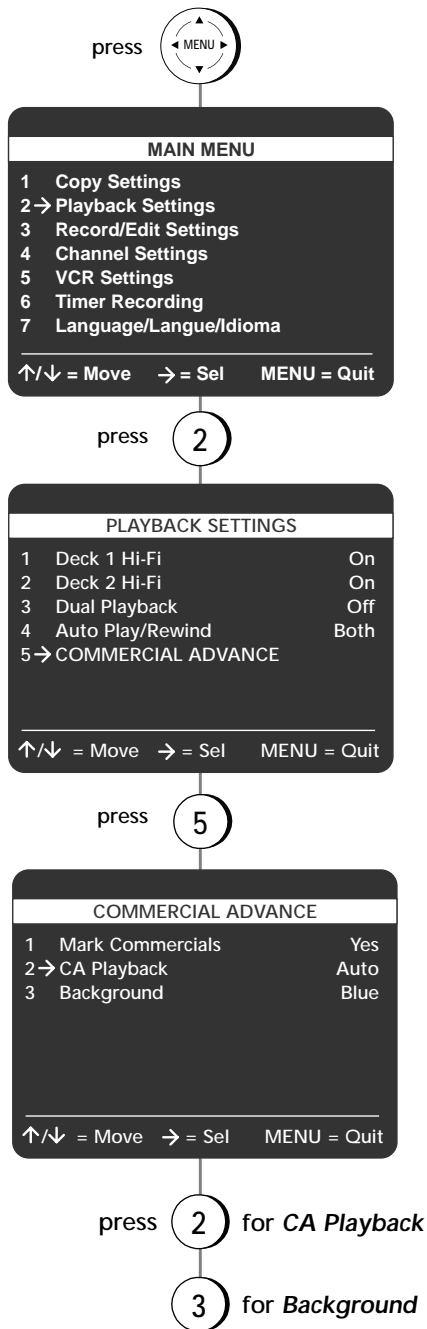 press ◄ MENU ►
MAIN MENU
1 Copy Settings
2→ Playback Settings
3 Record/Edit Settings
4 Channel Settings
5 VCR Settings
6 Timer Recording
7 Language/Langue/Idioma
↑/↓ = Move → = Sel MENU = Quit
press 2
PLAYBACK SETTINGS
1 Deck 1 Hi-Fi On
2 Deck 2 Hi-Fi On
3 Dual Playback Off
4 Auto Play/Rewind Both
5→ COMMERCIAL ADVANCE
↑/↓ = Move → = Sel MENU = Quit
press 5
COMMERCIAL ADVANCE
1 Mark Commercials Yes
2→ CA Playback Auto
3 Background Blue
↑/↓ = Move → = Sel MENU = Quit
press 2 for CA Playback
3 for Background